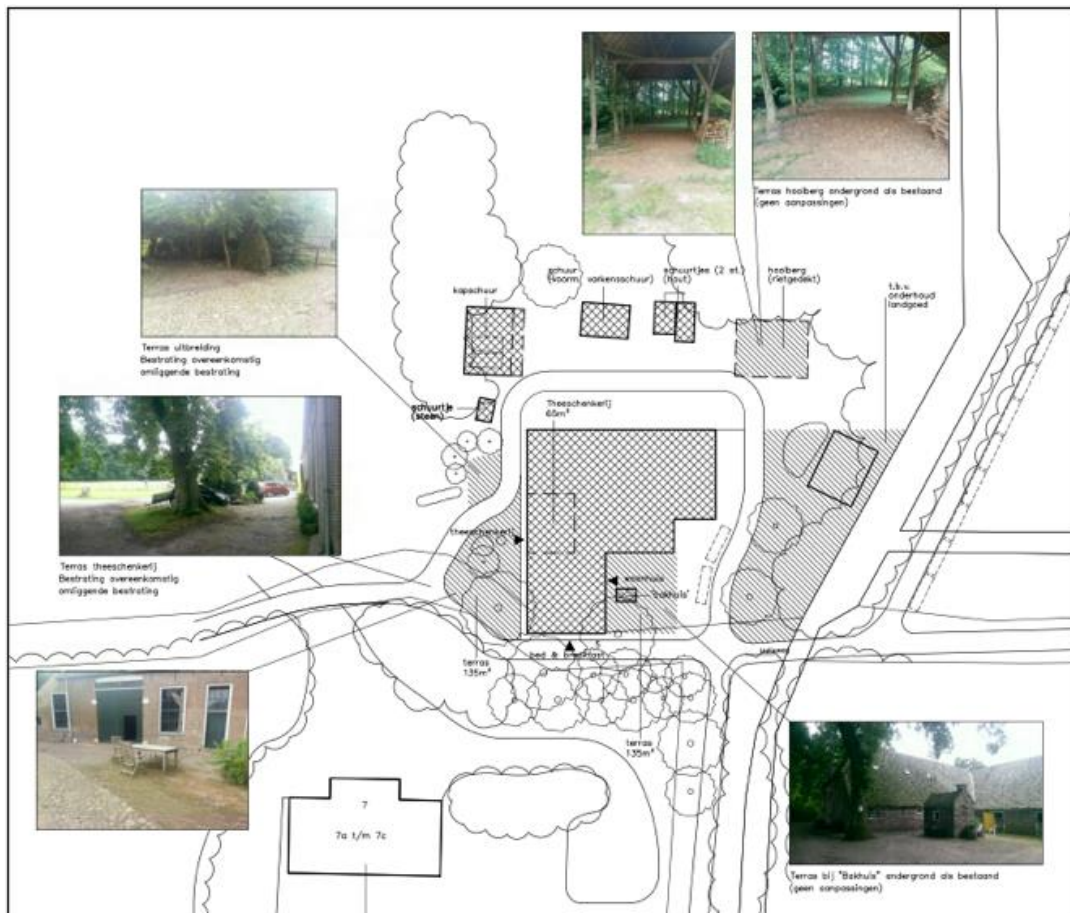 Terras hooiberg ondergrond als bestaand
(geen aanpassingen)
schuur
(voorm. varkensschuur)
schuurtjes (2 st.)
(hout)
hooiberg
(rietgedekt)
t.b.v.
onderhoud
landgoed
kapschuur
Terras uitbreiding
Bestrating overeenkomstig
omliggende bestrating
schuurtje
(steen)
Theeschenkerij
65m²
theeschenkerij
Terras theeschenkerij
Bestrating overeenkomstig
omliggende bestrating
woonhuis
'bakhuis'
terras
135m²
bed & breakfast
terras
135m²
7
7a t/m 7c
Terras bij "Bakhuis" ondergrond als bestaand
(geen aanpassingen)